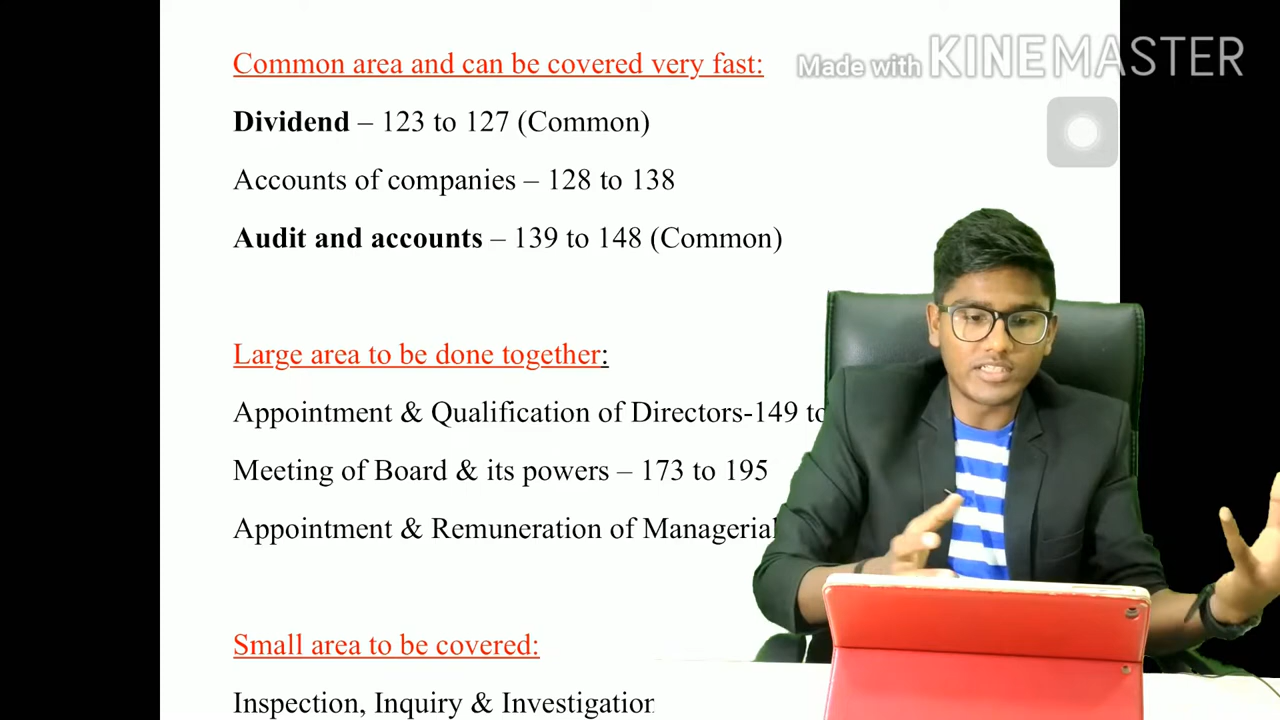 Common area and can be covered very fast:
Made with KINEMASTER
Dividend – 123 to 127 (Common)
Accounts of companies – 128 to 138
Audit and accounts – 139 to 148 (Common)
Large area to be done together:
Appointment & Qualification of Directors-149 to
Meeting of Board & its powers – 173 to 195
Appointment & Remuneration of Managerial
Small area to be covered:
Inspection, Inquiry & Investigation